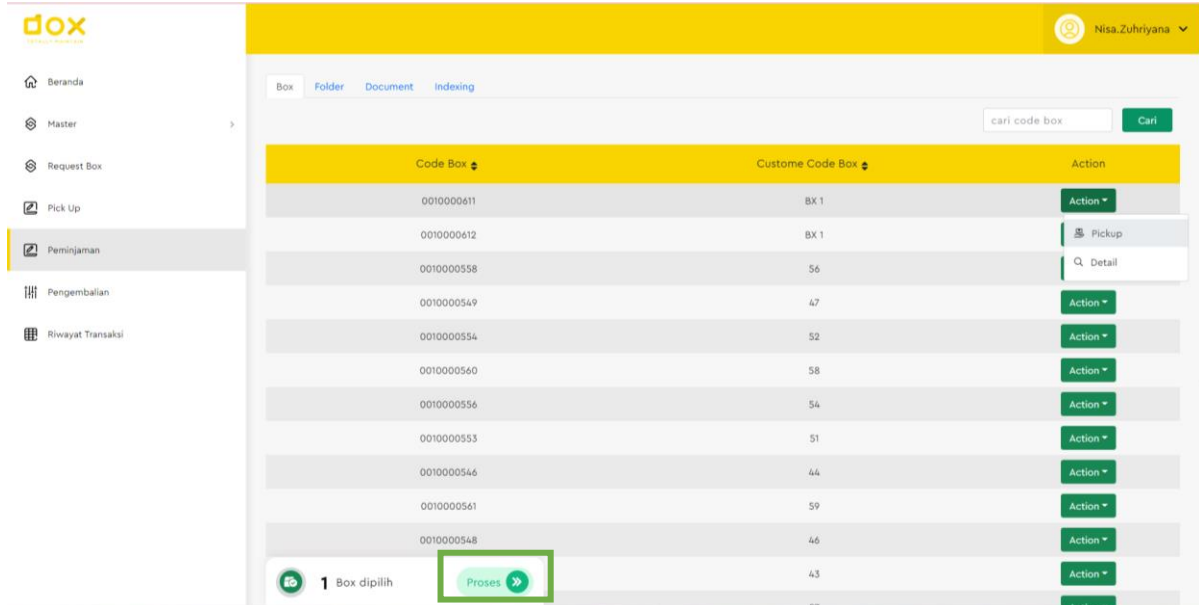 dox
Nisa.Zuhriyana
Beranda
Master
Request Box
Pick Up
Peminjaman
Pengembalian
Riwayat Transaksi
Box Folder Document Indexing
cari code box Cari
Code Box Custome Code Box Action
0010000611 BX 1 Action
Pickup
0010000612 BX 1
Detail
0010000558 56
0010000549 47 Action
0010000554 52 Action
0010000560 58 Action
0010000556 54 Action
0010000553 51 Action
0010000546 44 Action
0010000561 59 Action
0010000548 46 Action
43 Action
1 Box dipilih Proses